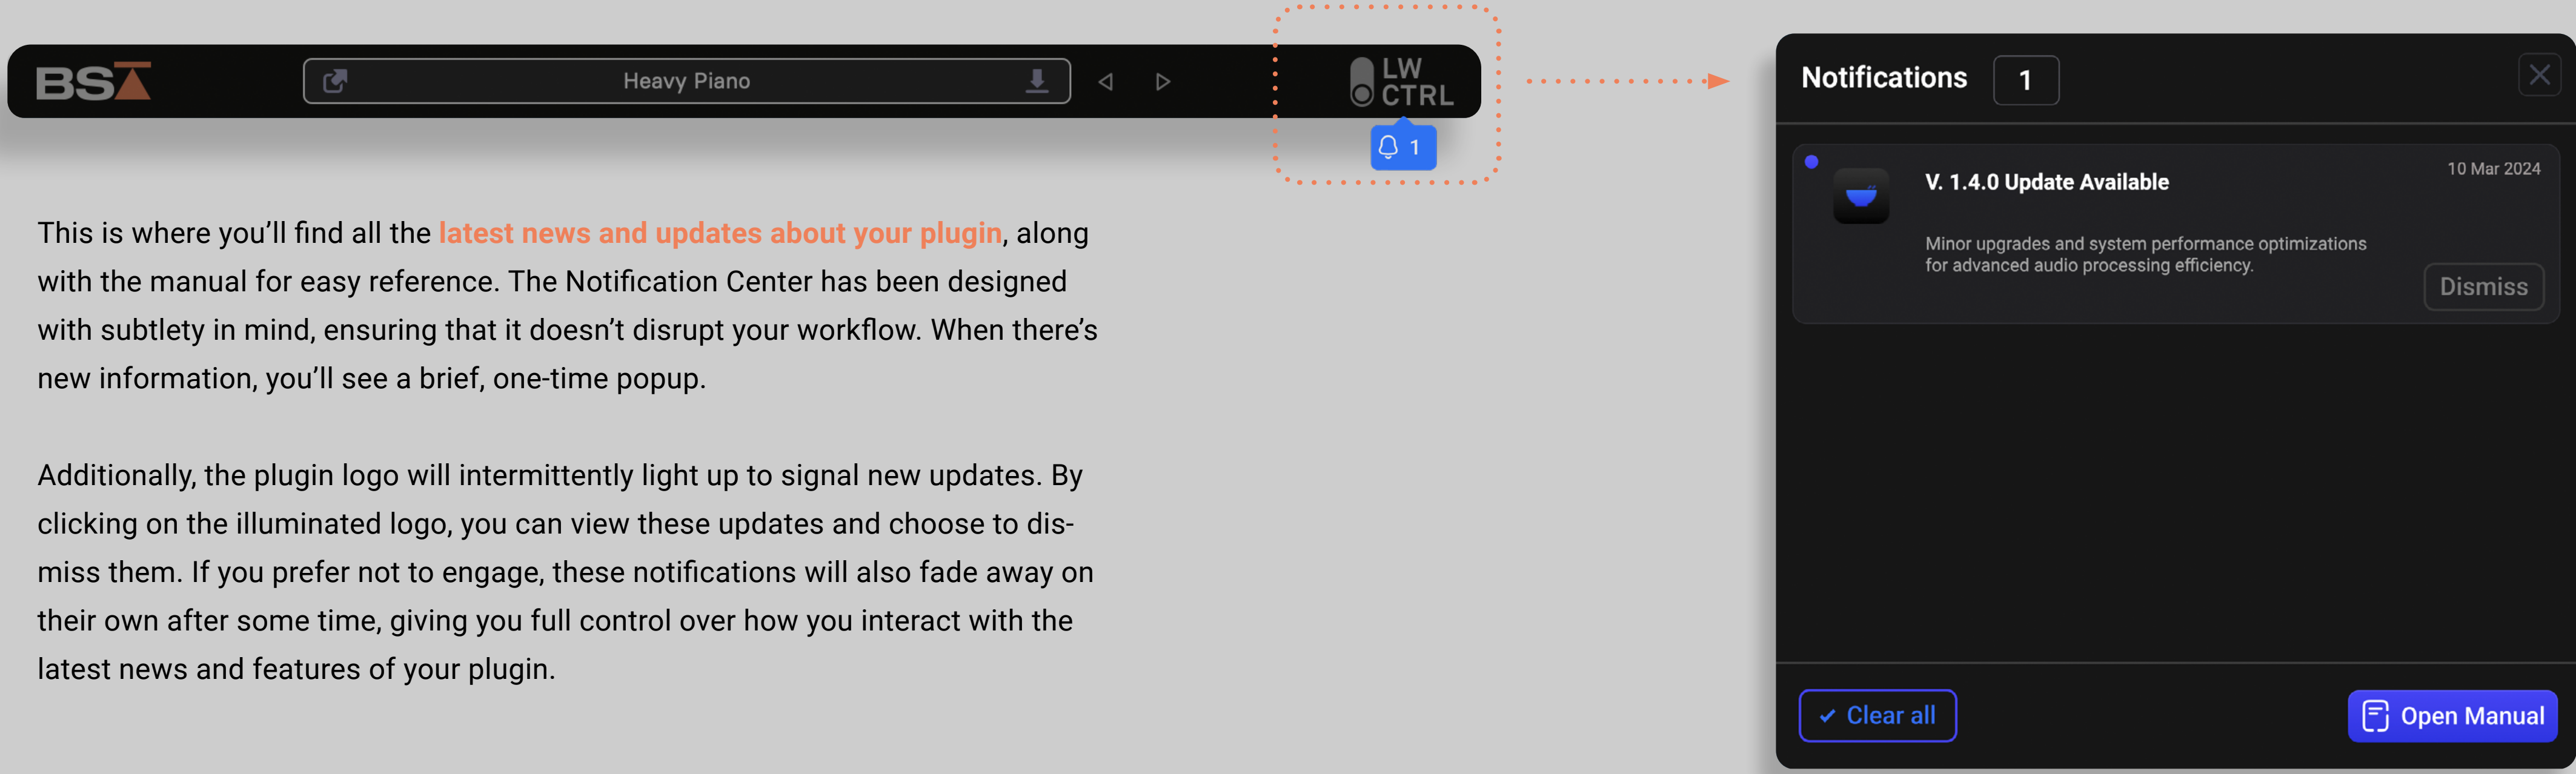 BSA
Heavy Piano
LW
CTRL
1
This is where you’ll find all the latest news and updates about your plugin, along
with the manual for easy reference. The Notification Center has been designed
with subtlety in mind, ensuring that it doesn’t disrupt your workflow. When there’s
new information, you’ll see a brief, one-time popup.
Additionally, the plugin logo will intermittently light up to signal new updates. By
clicking on the illuminated logo, you can view these updates and choose to dis-
miss them. If you prefer not to engage, these notifications will also fade away on
their own after some time, giving you full control over how you interact with the
latest news and features of your plugin.
Notifications 1
10 Mar 2024
V. 1.4.0 Update Available
Minor upgrades and system performance optimizations
for advanced audio processing efficiency.
Dismiss
Clear all
Open Manual